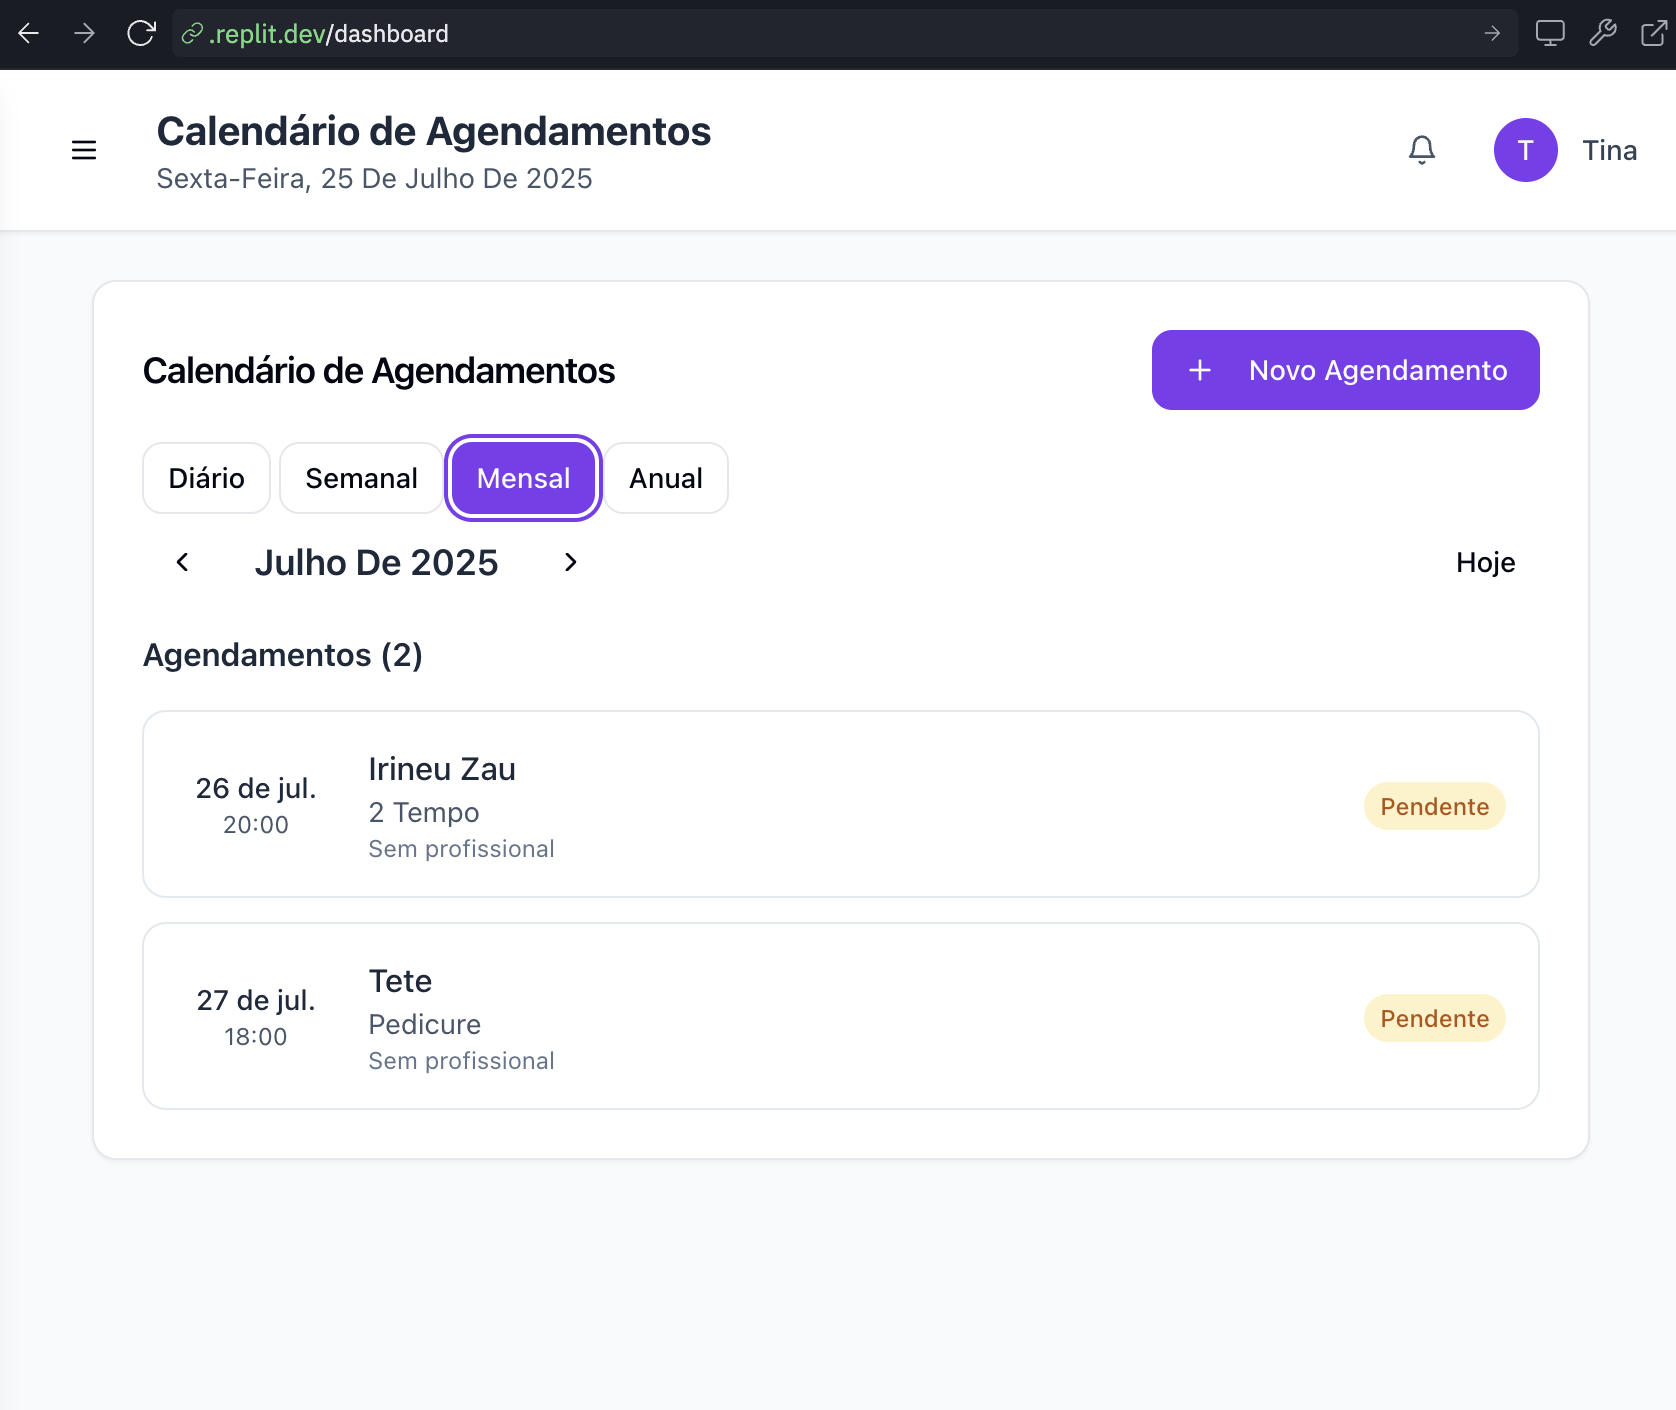 .replit.dev/dashboard
Calendário de Agendamentos
Sexta-Feira, 25 De Julho De 2025
T
Tina
Calendário de Agendamentos
+ Novo Agendamento
Diário
Semanal
Mensal
Anual
Julho De 2025
Hoje
Agendamentos (2)
26 de jul.
20:00
Irineu Zau
2 Tempo
Sem profissional
Pendente
27 de jul.
18:00
Tete
Pedicure
Sem profissional
Pendente